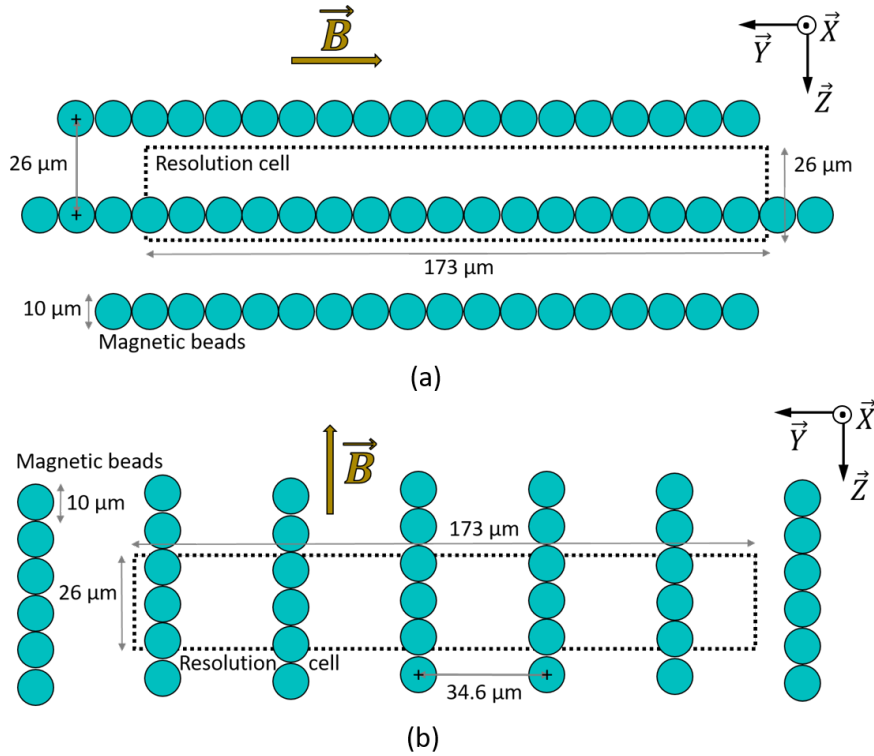 B
X
Y
Z
26 μm
Resolution cell
26 μm
173 μm
10 μm
Magnetic beads
(a)
B
X
Y
Z
Magnetic beads
10 μm
173 μm
26 μm
Resolution cell
34.6 μm
(b)